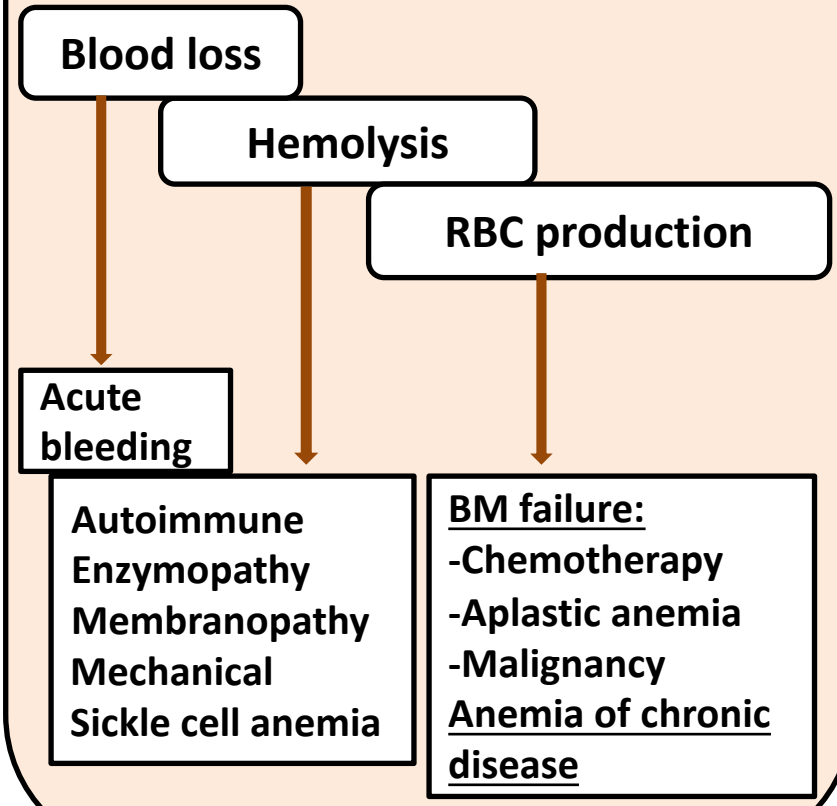 Blood loss
Hemolysis
RBC production
Acute
bleeding
Autoimmune
Enzymopathy
Membranopathy
Mechanical
Sickle cell anemia
BM failure:
-Chemotherapy
-Aplastic anemia
-Malignancy
Anemia of chronic
disease